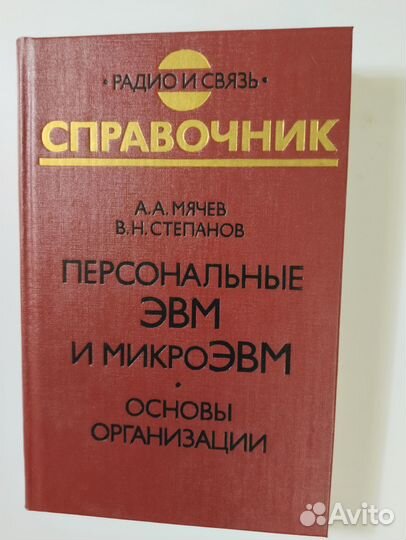 • РАДИО И СВЯЗЬ •
СПРАВОЧНИК
А.А.МЯЧЕВ
В.Н.СТЕПАНОВ
ПЕРСОНАЛЬНЫЕ
ЭВМ
И МИКРОЭВМ
•
ОСНОВЫ
ОРГАНИЗАЦИИ
Avito